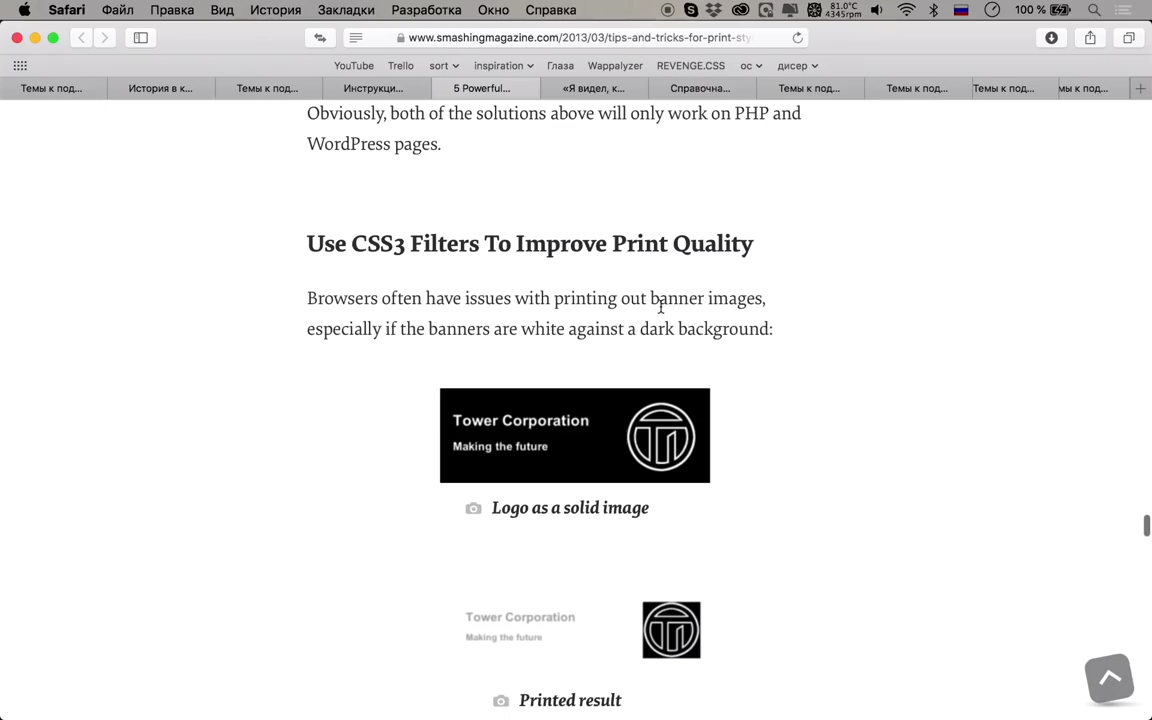 Safari Файл Правка Вид История Закладки Разработка Окно Справка 81.0°C 4345rpm 100 %
www.smashingmagazine.com/2013/03/tips-and-tricks-for-print-sty
YouTube Trello sort inspiration Глаза Wappalyzer REVENGE.CSS ос дисер
Темы к под... История в к... Темы к под... Инструкци... 5 Powerful... «Я видел, к... Справочна... Темы к под... Темы к под... Темы к под... мы к под...
Obviously, both of the solutions above will only work on PHP and
WordPress pages.
Use CSS3 Filters To Improve Print Quality
Browsers often have issues with printing out banner images,
especially if the banners are white against a dark background:
Tower Corporation
Making the future
Logo as a solid image
Tower Corporation
Making the future
Printed result